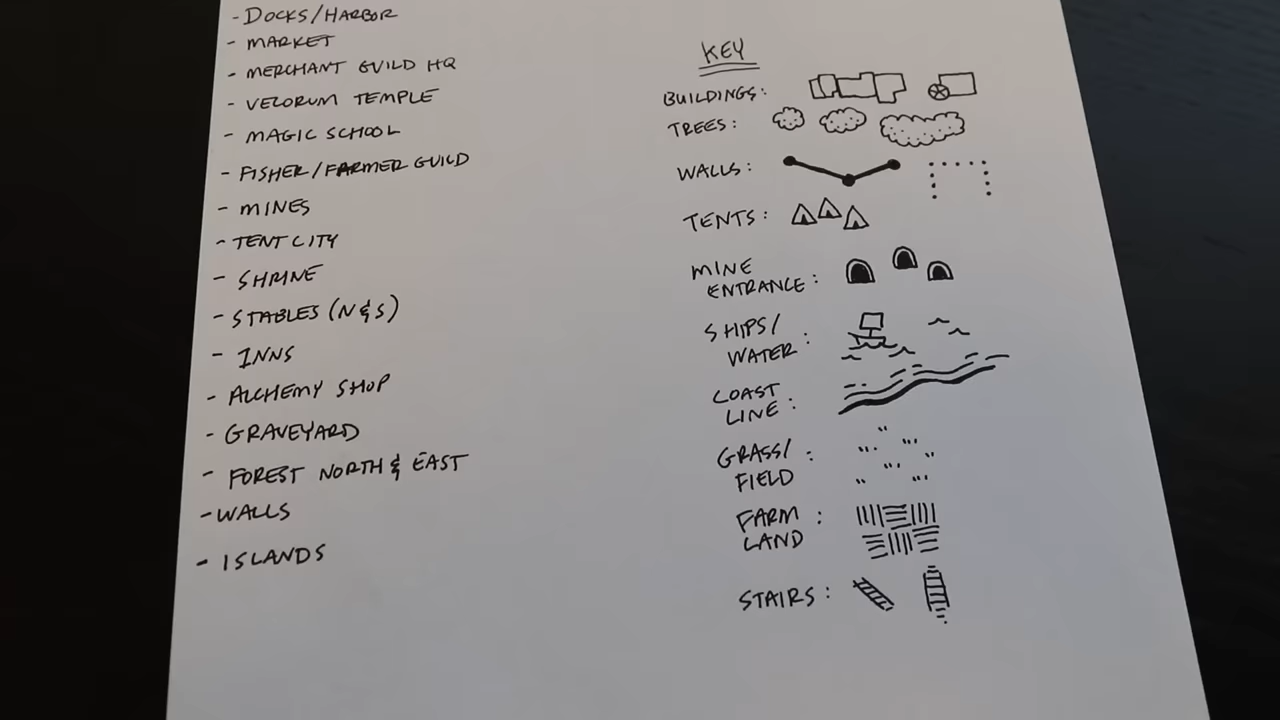 - DOCKS/HARBOR
- MARKET
- MERCHANT GUILD HQ
- VELORUM TEMPLE
- MAGIC SCHOOL
- FISHER/FARMER GUILD
- MINES
- TENT CITY
- SHRINE
- STABLES (N & S)
- INNS
- ALCHEMY SHOP
- GRAVEYARD
- FOREST NORTH & EAST
- WALLS
- ISLANDS
KEY
BUILDINGS:
TREES:
WALLS:
TENTS:
MINE
ENTRANCE:
SHIPS/
WATER:
COAST
LINE:
GRASS/
FIELD:
FARM
LAND:
STAIRS: